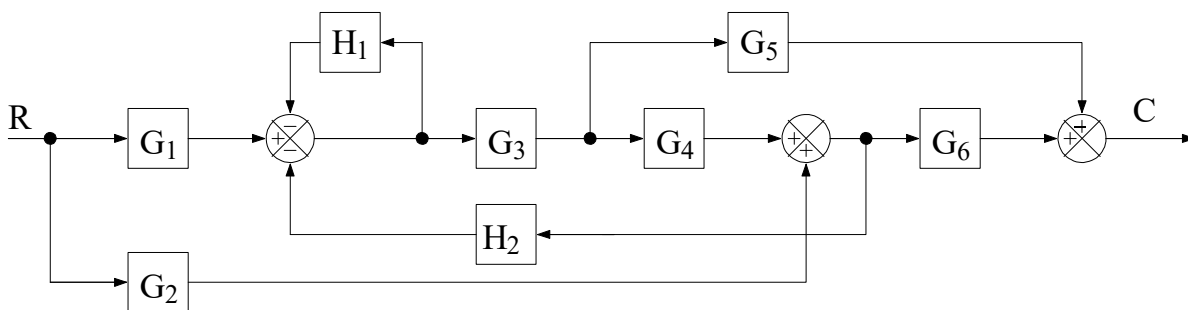 H₁
G₅
R
C
G₁
+
−
−
G₃
G₄
+
+
G₆
+
+
H₂
G₂